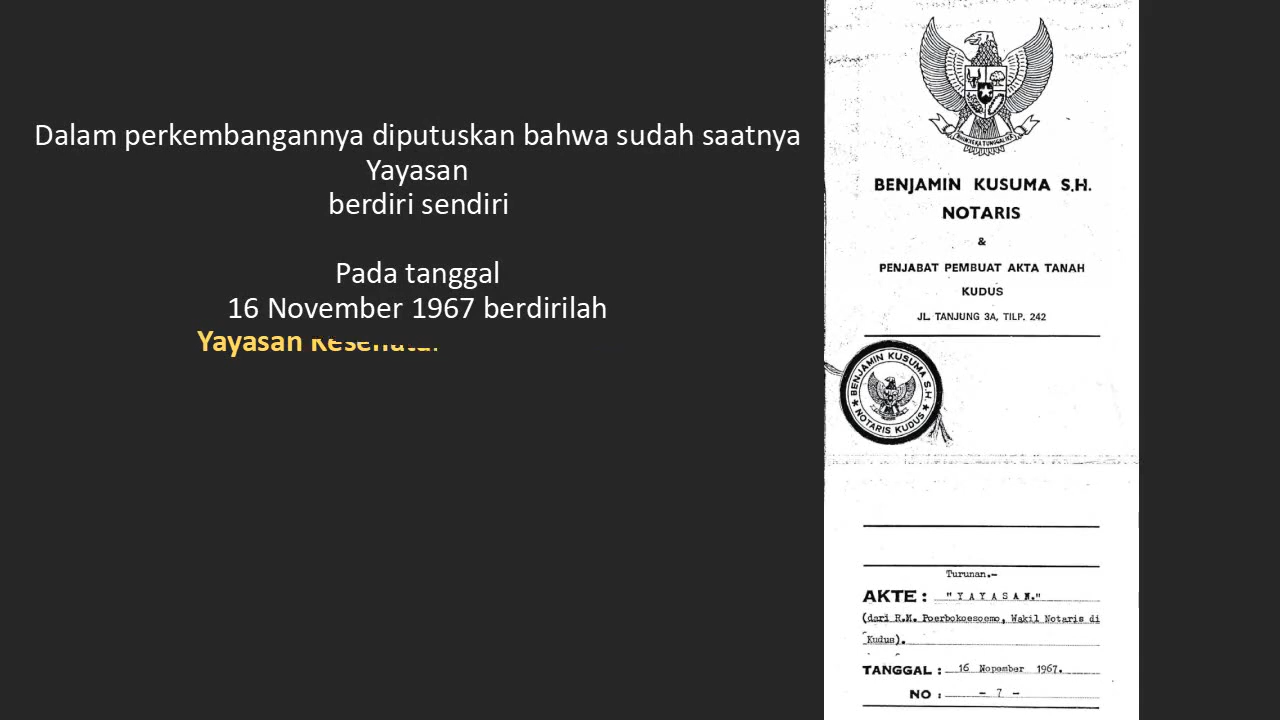 Dalam perkembangannya diputuskan bahwa sudah saatnya
Yayasan
berdiri sendiri
Pada tanggal
16 November 1967 berdirilah
Yayasan
BENJAMIN KUSUMA S.H.
NOTARIS
&
PENJABAT PEMBUAT AKTA TANAH
KUDUS
JL. TANJUNG 3A, TILP. 242
BENJAMIN KUSUMA S.H.
NOTARIS KUDUS
Turunan.-
AKTE : "Y A Y A S A N."
(dari R.M. Poerbokoesoemo, Wakil Notaris di
Kudus).
TANGGAL : 16 Nopember 1967.
NO : - 7 -